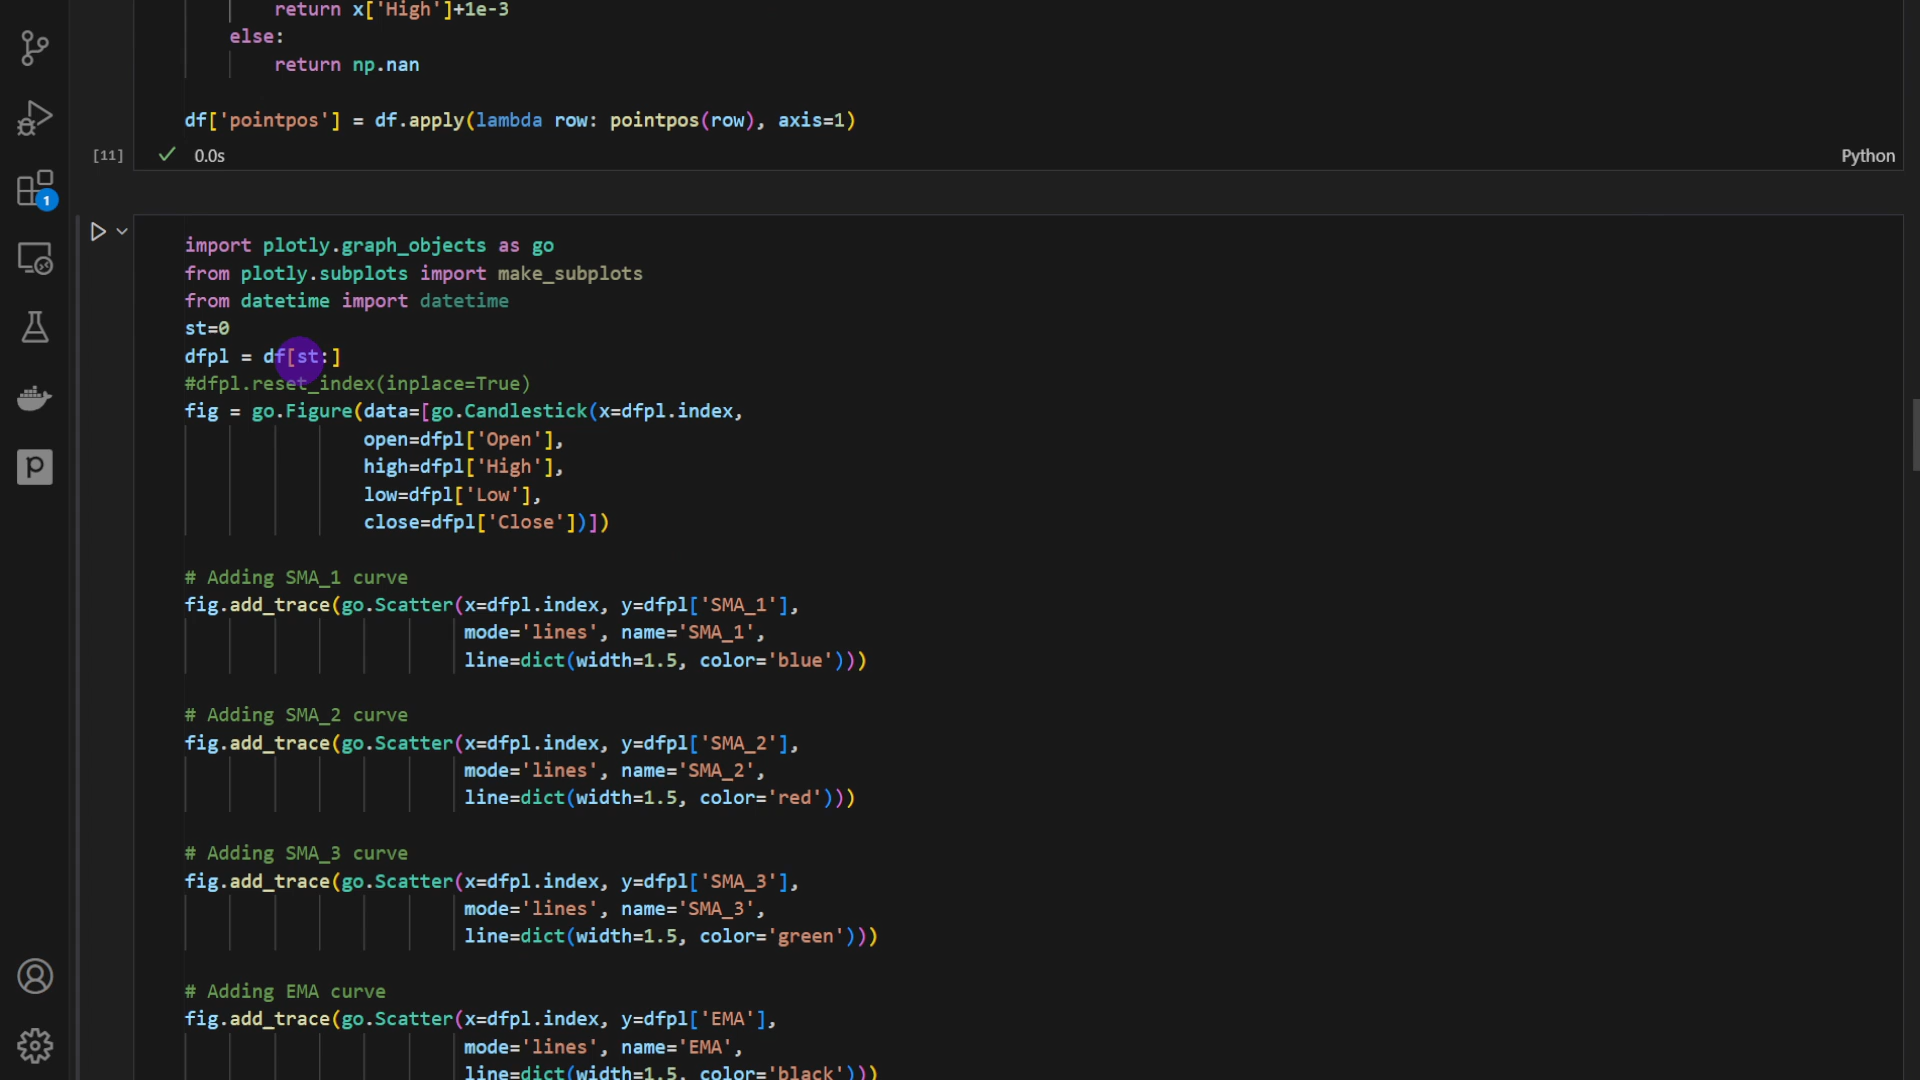 return x['High']+1e-3
else:
return np.nan
df['pointpos'] = df.apply(lambda row: pointpos(row), axis=1)
[11]
0.0s
Python
1
import plotly.graph_objects as go
from plotly.subplots import make_subplots
from datetime import datetime
st=0
dfpl = df[st:]
#dfpl.reset_index(inplace=True)
fig = go.Figure(data=[go.Candlestick(x=dfpl.index,
open=dfpl['Open'],
high=dfpl['High'],
low=dfpl['Low'],
close=dfpl['Close'])])
# Adding SMA_1 curve
fig.add_trace(go.Scatter(x=dfpl.index, y=dfpl['SMA_1'],
mode='lines', name='SMA_1',
line=dict(width=1.5, color='blue')))
# Adding SMA_2 curve
fig.add_trace(go.Scatter(x=dfpl.index, y=dfpl['SMA_2'],
mode='lines', name='SMA_2',
line=dict(width=1.5, color='red')))
# Adding SMA_3 curve
fig.add_trace(go.Scatter(x=dfpl.index, y=dfpl['SMA_3'],
mode='lines', name='SMA_3',
line=dict(width=1.5, color='green')))
# Adding EMA curve
fig.add_trace(go.Scatter(x=dfpl.index, y=dfpl['EMA'],
mode='lines', name='EMA',
line=dict(width=1.5, color='black')))